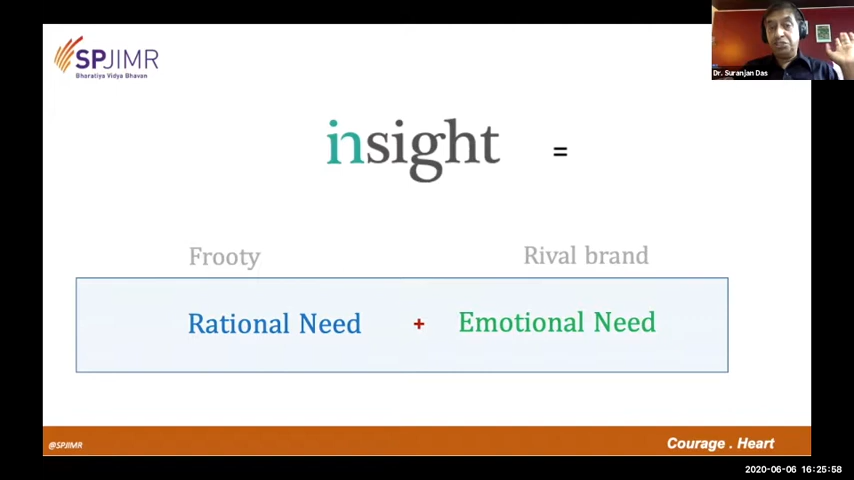 SPJIMR
Bharatiya Vidya Bhavan
Dr. Suranjan Das
insight =
Frooty Rival brand
Rational Need + Emotional Need
@SPJIMR
Courage . Heart
2020-06-06 16:25:58